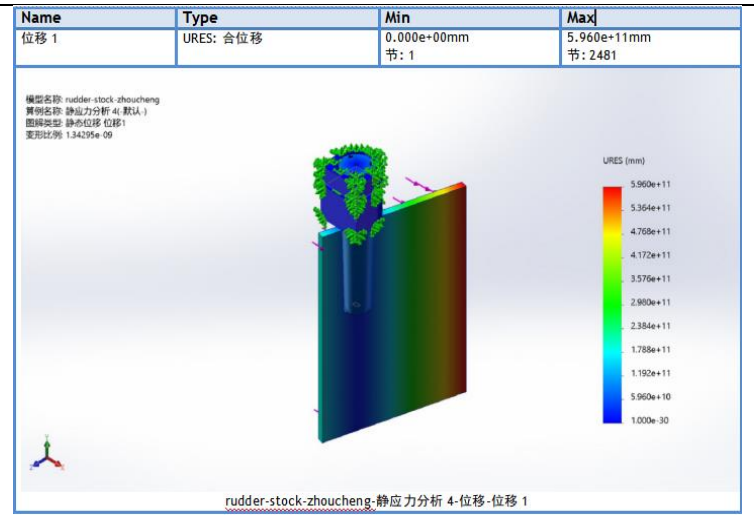 Name Type Min Max
位移 1 URES: 合位移 0.000e+00mm 5.960e+11mm
节: 1 节: 2481
模型名称: rudder-stock-zhoucheng
算例名称: 静应力分析 4(-默认-)
图解类型: 静态位移 位移1
变形比例: 1.34295e-09
URES (mm)
5.960e+11
5.364e+11
4.768e+11
4.172e+11
3.576e+11
2.980e+11
2.384e+11
1.788e+11
1.192e+11
5.960e+10
1.000e-30
rudder-stock-zhoucheng-静应力分析 4-位移-位移 1